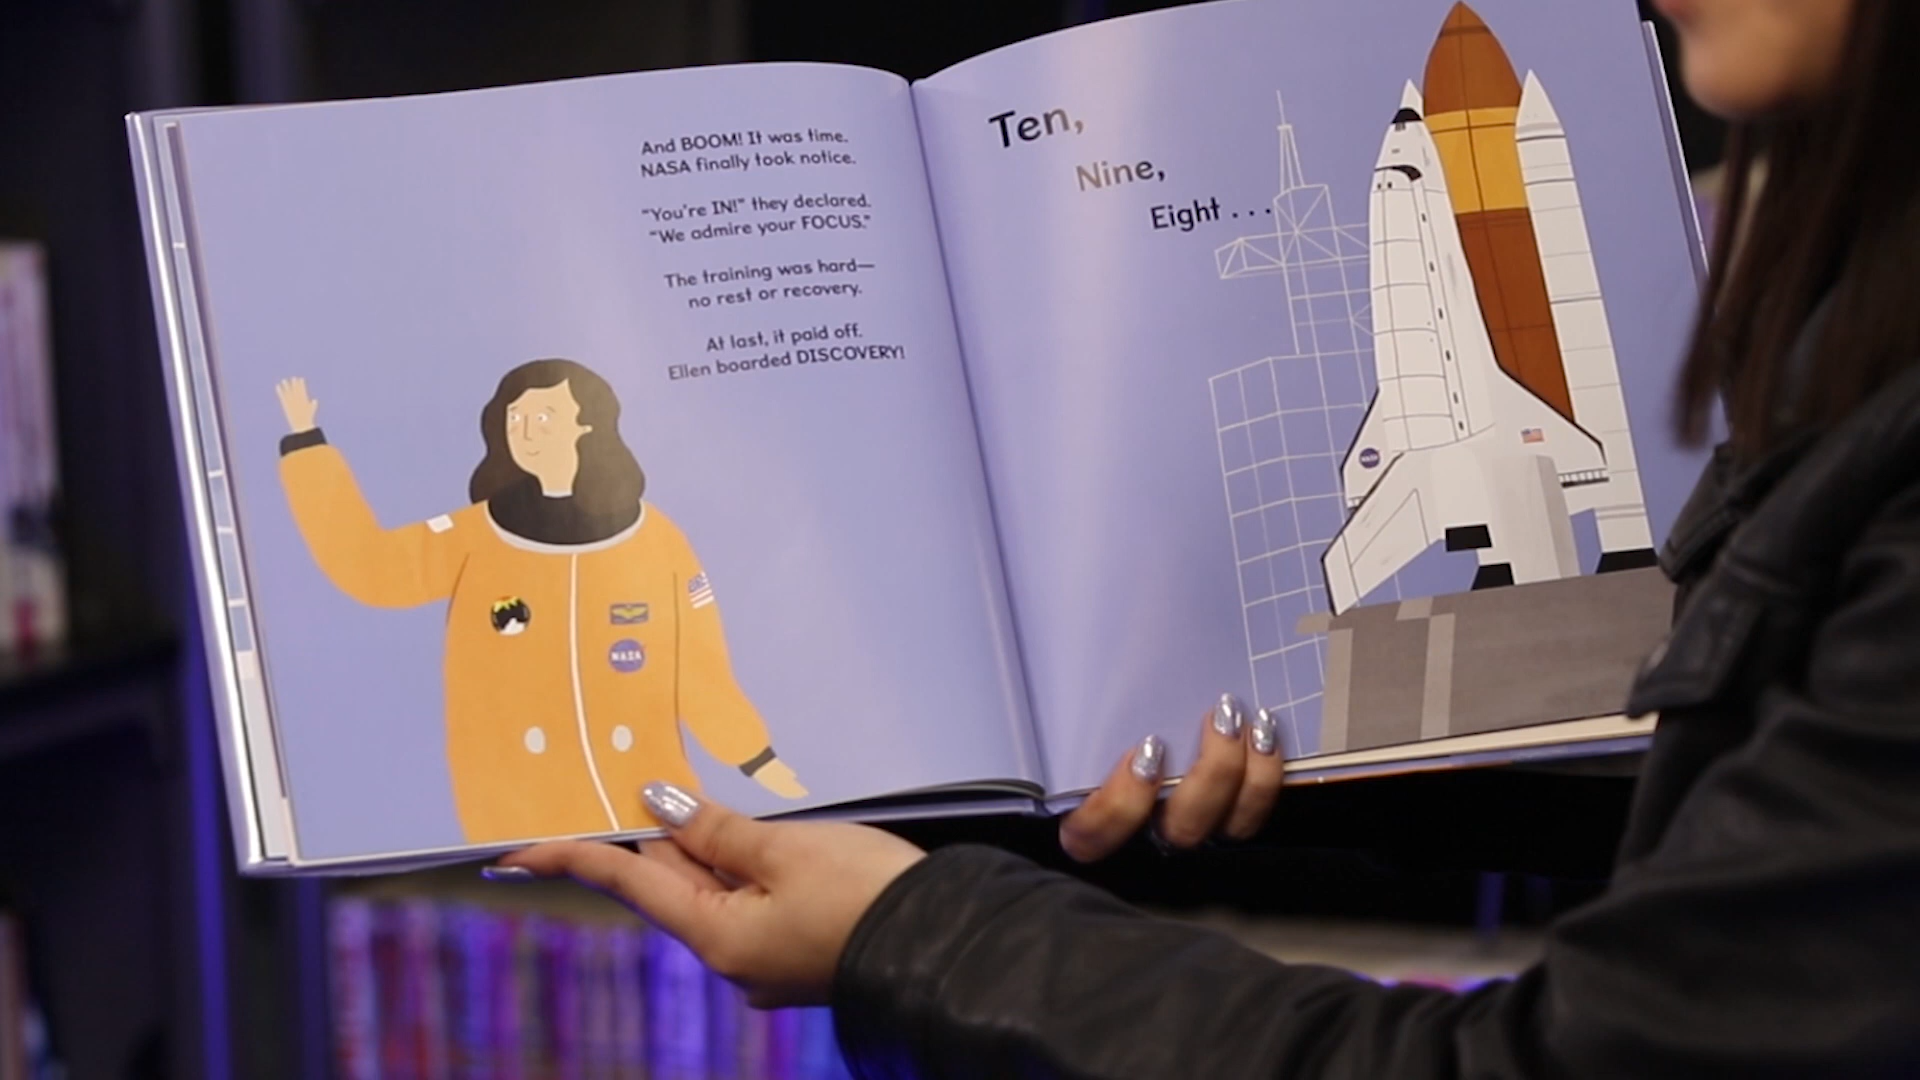 And BOOM! It was time.
NASA finally took notice.
"You're IN!" they declared.
"We admire your FOCUS."
The training was hard—
no rest or recovery.
At last, it paid off.
Ellen boarded DISCOVERY!
NASA
Ten,
Nine,
Eight . . .
NASA